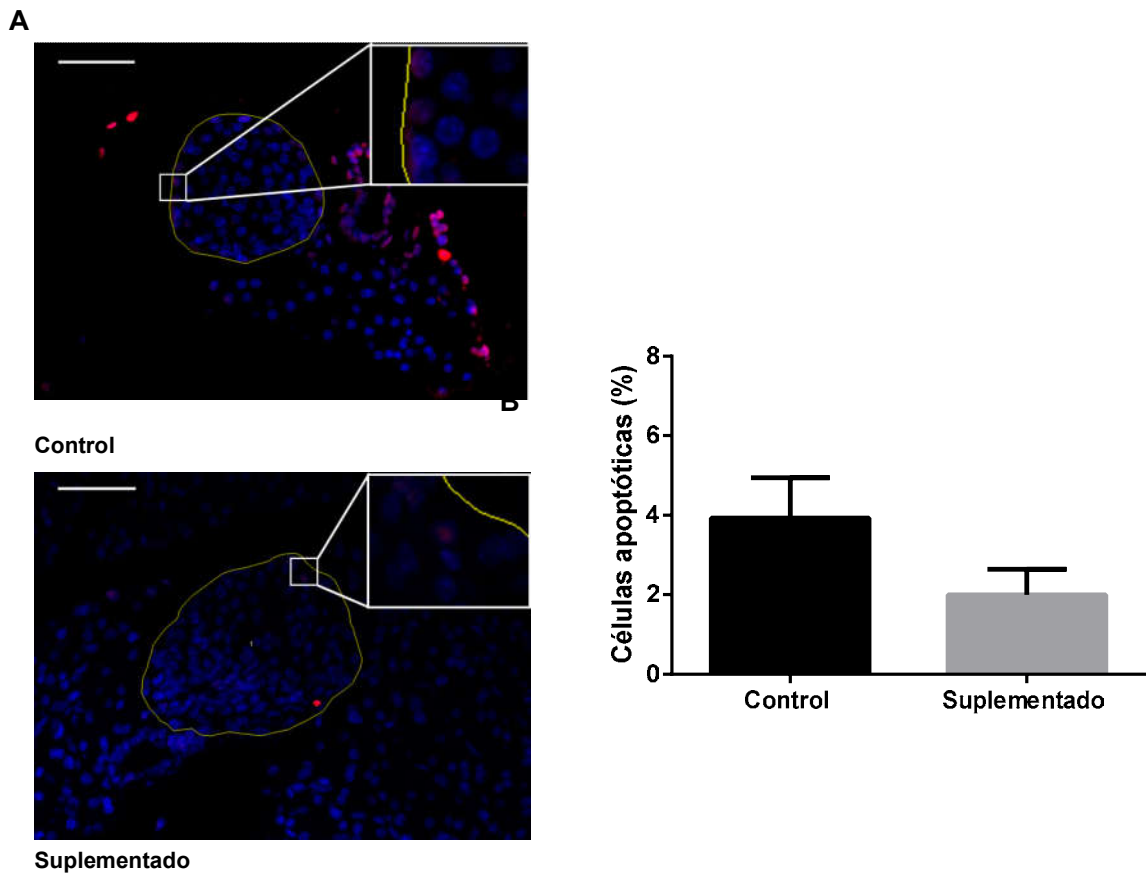 A
B
Control
Suplementado
Células apoptóticas (%)
8
6
4
2
0
Control
Suplementado